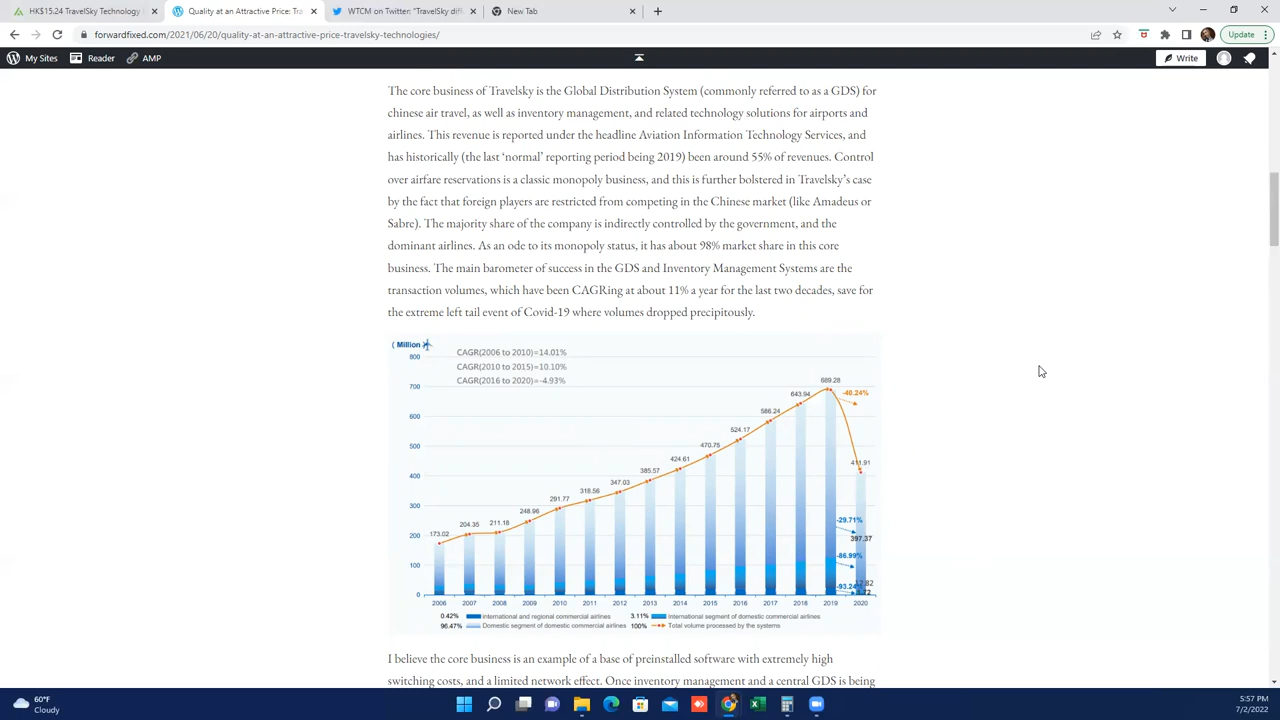 HK$15.24 TravelSky Technology
Quality at an Attractive Price: Tra
WTCM on Twitter: "TravelSky diff
New Tab
forwardfixed.com/2021/06/20/quality-at-an-attractive-price-travelsky-technologies/
Update
My Sites
Reader
AMP
Write
The core business of Travelsky is the Global Distribution System (commonly referred to as a GDS) for
chinese air travel, as well as inventory management, and related technology solutions for airports and
airlines. This revenue is reported under the headline Aviation Information Technology Services, and
has historically (the last ‘normal’ reporting period being 2019) been around 55% of revenues. Control
over airfare reservations is a classic monopoly business, and this is further bolstered in Travelsky’s case
by the fact that foreign players are restricted from competing in the Chinese market (like Amadeus or
Sabre). The majority share of the company is indirectly controlled by the government, and the
dominant airlines. As an ode to its monopoly status, it has about 98% market share in this core
business. The main barometer of success in the GDS and Inventory Management Systems are the
transaction volumes, which have been CAGRing at about 11% a year for the last two decades, save for
the extreme left tail event of Covid-19 where volumes dropped precipitously.
( Million )
CAGR(2006 to 2010)=14.01%
CAGR(2010 to 2015)=10.10%
CAGR(2016 to 2020)=-4.93%
800
700
600
500
400
300
200
100
0
173.02
204.35
211.18
248.96
291.77
318.56
347.03
385.57
424.61
470.75
524.17
586.24
643.94
689.28
411.91
-40.24%
-29.71%
397.37
-86.99%
-93.24%
2006 2007 2008 2009 2010 2011 2012 2013 2014 2015 2016 2017 2018 2019 2020
0.42% International and regional commercial airlines 3.11% International segment of domestic commercial airlines
96.47% Domestic segment of domestic commercial airlines 100% Total volume processed by the systems
I believe the core business is an example of a base of preinstalled software with extremely high
switching costs, and a limited network effect. Once inventory management and a central GDS is being
60°F
Cloudy
5:57 PM
7/2/2022